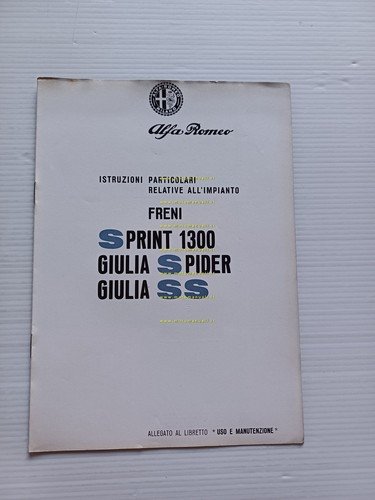 Alfa Romeo
ISTRUZIONI PARTICOLARI
RELATIVE ALL'IMPIANTO
FRENI
SPRINT 1300
GIULIA SPIDER
GIULIA SS
ALLEGATO AL LIBRETTO "USO E MANUTENZIONE"